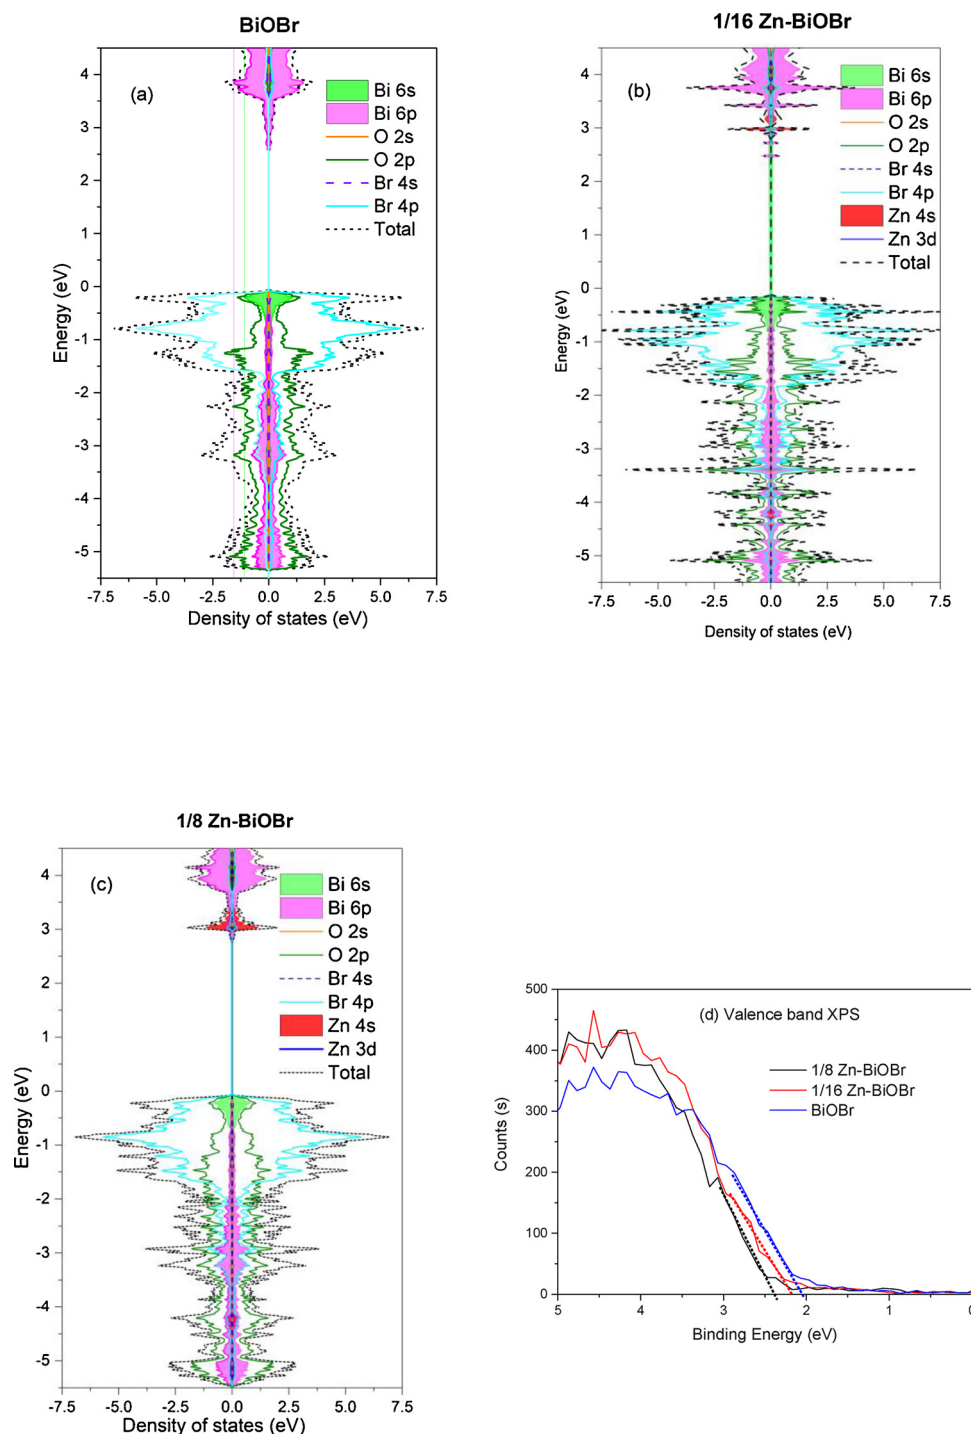 BiOBr
(a)
4
3
2
1
0
-1
-2
-3
-4
-5
Energy (eV)
Bi 6s
Bi 6p
O 2s
O 2p
Br 4s
Br 4p
Total
-7.5 -5.0 -2.5 0.0 2.5 5.0 7.5
Density of states (eV)
1/16 Zn-BiOBr
(b)
4
3
2
1
0
-1
-2
-3
-4
-5
Energy (eV)
Bi 6s
Bi 6p
O 2s
O 2p
Br 4s
Br 4p
Zn 4s
Zn 3d
Total
-7.5 -5.0 -2.5 0.0 2.5 5.0 7.5
Density of states (eV)
1/8 Zn-BiOBr
(c)
4
3
2
1
0
-1
-2
-3
-4
-5
Energy (eV)
Bi 6s
Bi 6p
O 2s
O 2p
Br 4s
Br 4p
Zn 4s
Zn 3d
Total
-7.5 -5.0 -2.5 0.0 2.5 5.0 7.5
Density of states (eV)
(d) Valence band XPS
500
400
300
200
100
0
Counts (s)
1/8 Zn-BiOBr
1/16 Zn-BiOBr
BiOBr
5 4 3 2 1 0
Binding Energy (eV)